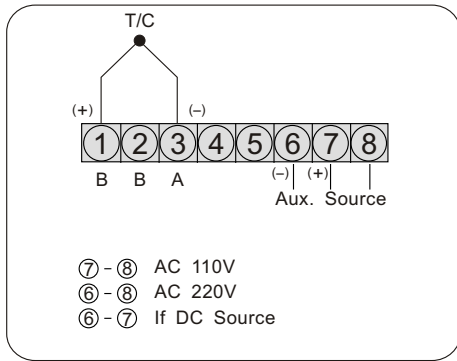 T/C
(+) (–)
① ② ③ ④ ⑤ ⑥ ⑦ ⑧
B B A (–) (+)
Aux. Source
⑦ - ⑧ AC 110V
⑥ - ⑧ AC 220V
⑥ - ⑦ If DC Source